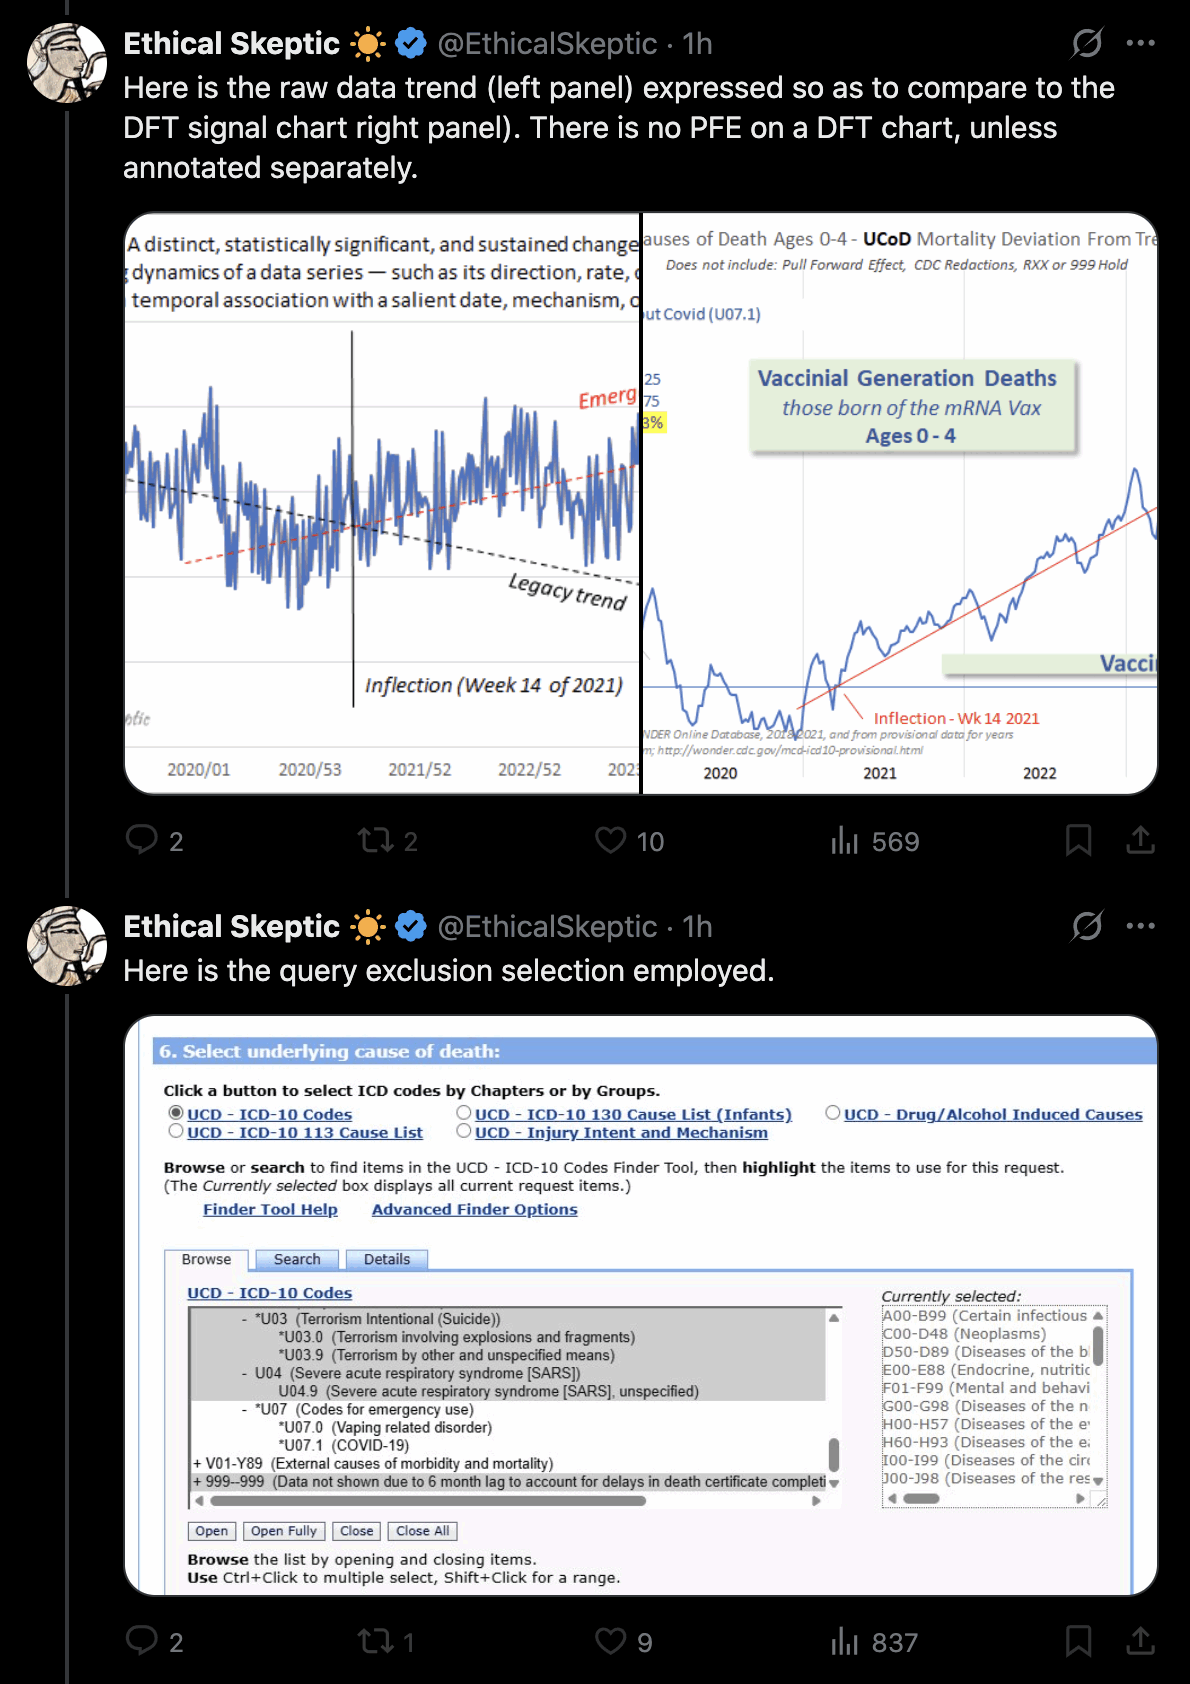 Ethical Skeptic @EthicalSkeptic · 1h
Here is the raw data trend (left panel) expressed so as to compare to the
DFT signal chart right panel). There is no PFE on a DFT chart, unless
annotated separately.
A distinct, statistically significant, and sustained change
dynamics of a data series — such as its direction, rate,
temporal association with a salient date, mechanism,
Emerg
Legacy trend
Inflection (Week 14 of 2021)
ptic
2020/01 2020/53 2021/52 2022/52 202
auses of Death Ages 0-4 - UCoD Mortality Deviation From Tre
Does not include: Pull Forward Effect, CDC Redactions, RXX or 999 Hold
ut Covid (U07.1)
25
75
3%
Vaccinial Generation Deaths
those born of the mRNA Vax
Ages 0 - 4
Vacci
Inflection - Wk 14 2021
NDER Online Database, 2018 2021, and from provisional data for years
m; http://wonder.cdc.gov/mcd-icd10-provisional.html
2020 2021 2022
2 2 10 569
Ethical Skeptic @EthicalSkeptic · 1h
Here is the query exclusion selection employed.
6. Select underlying cause of death:
Click a button to select ICD codes by Chapters or by Groups.
UCD - ICD-10 Codes UCD - ICD-10 130 Cause List (Infants) UCD - Drug/Alcohol Induced Causes
UCD - ICD-10 113 Cause List UCD - Injury Intent and Mechanism
Browse or search to find items in the UCD - ICD-10 Codes Finder Tool, then highlight the items to use for this request.
(The Currently selected box displays all current request items.)
Finder Tool Help Advanced Finder Options
Browse Search Details
UCD - ICD-10 Codes
- *U03 (Terrorism Intentional (Suicide))
*U03.0 (Terrorism involving explosions and fragments)
*U03.9 (Terrorism by other and unspecified means)
- U04 (Severe acute respiratory syndrome [SARS])
U04.9 (Severe acute respiratory syndrome [SARS], unspecified)
- *U07 (Codes for emergency use)
*U07.0 (Vaping related disorder)
*U07.1 (COVID-19)
+ V01-Y89 (External causes of morbidity and mortality)
+ 999--999 (Data not shown due to 6 month lag to account for delays in death certificate completi
Currently selected:
A00-B99 (Certain infectious
C00-D48 (Neoplasms)
D50-D89 (Diseases of the bl
E00-E88 (Endocrine, nutritic
F01-F99 (Mental and behavi
G00-G98 (Diseases of the n
H00-H57 (Diseases of the e
H60-H93 (Diseases of the ea
I00-I99 (Diseases of the circ
J00-J98 (Diseases of the res
Open Open Fully Close Close All
Browse the list by opening and closing items.
Use Ctrl+Click to multiple select, Shift+Click for a range.
2 1 9 837